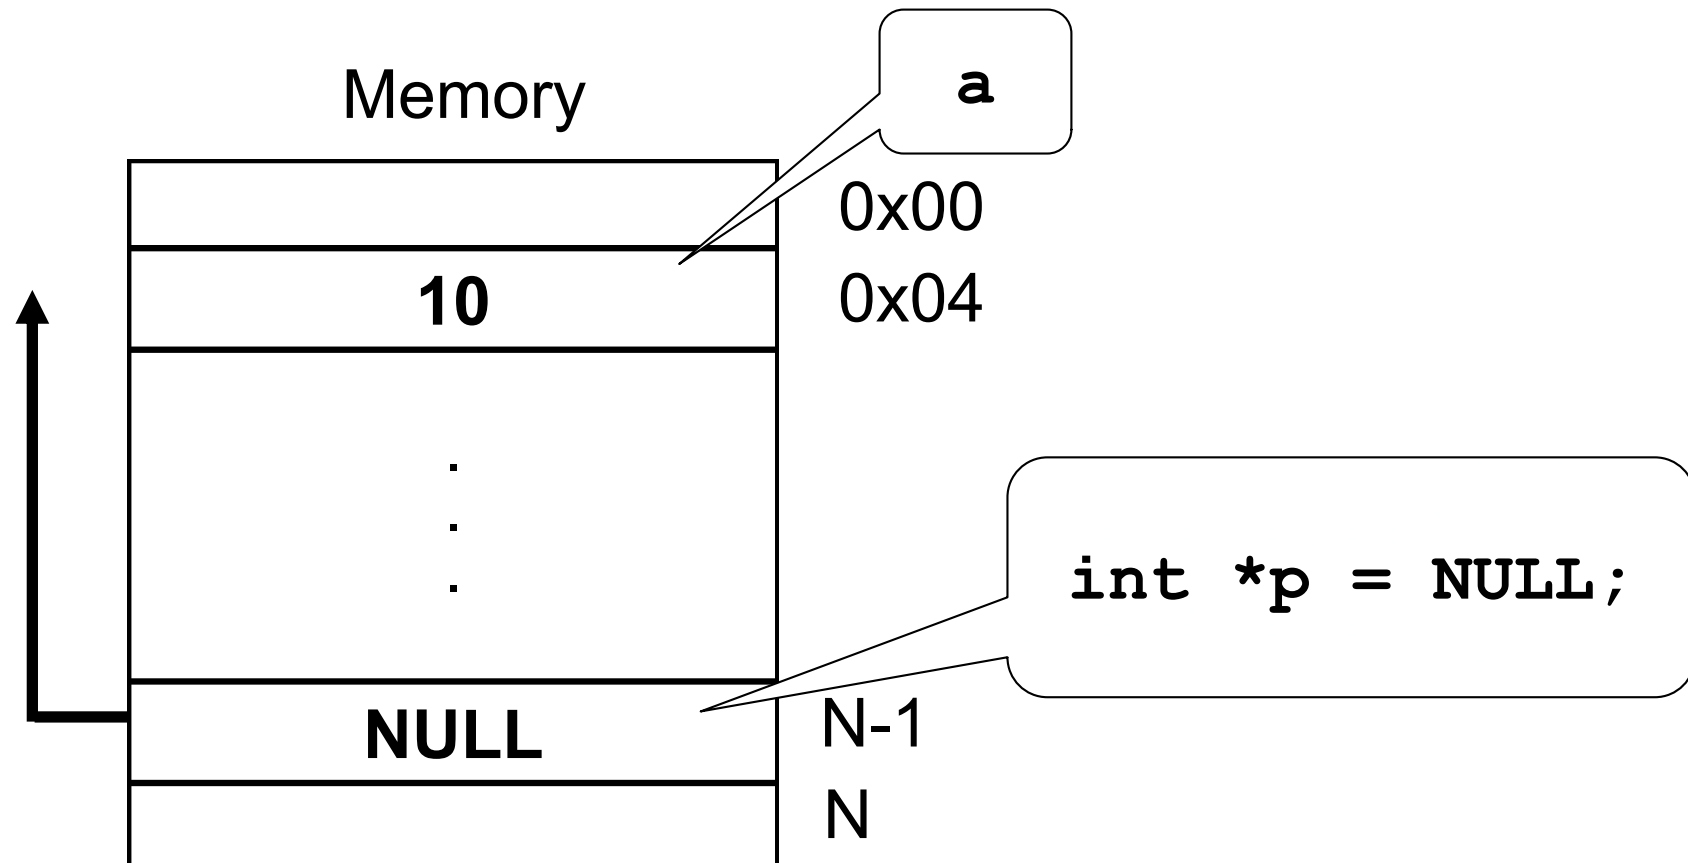 Memory
a
0x00
10
0x04
.
.
.
int *p = NULL;
NULL
N-1
N